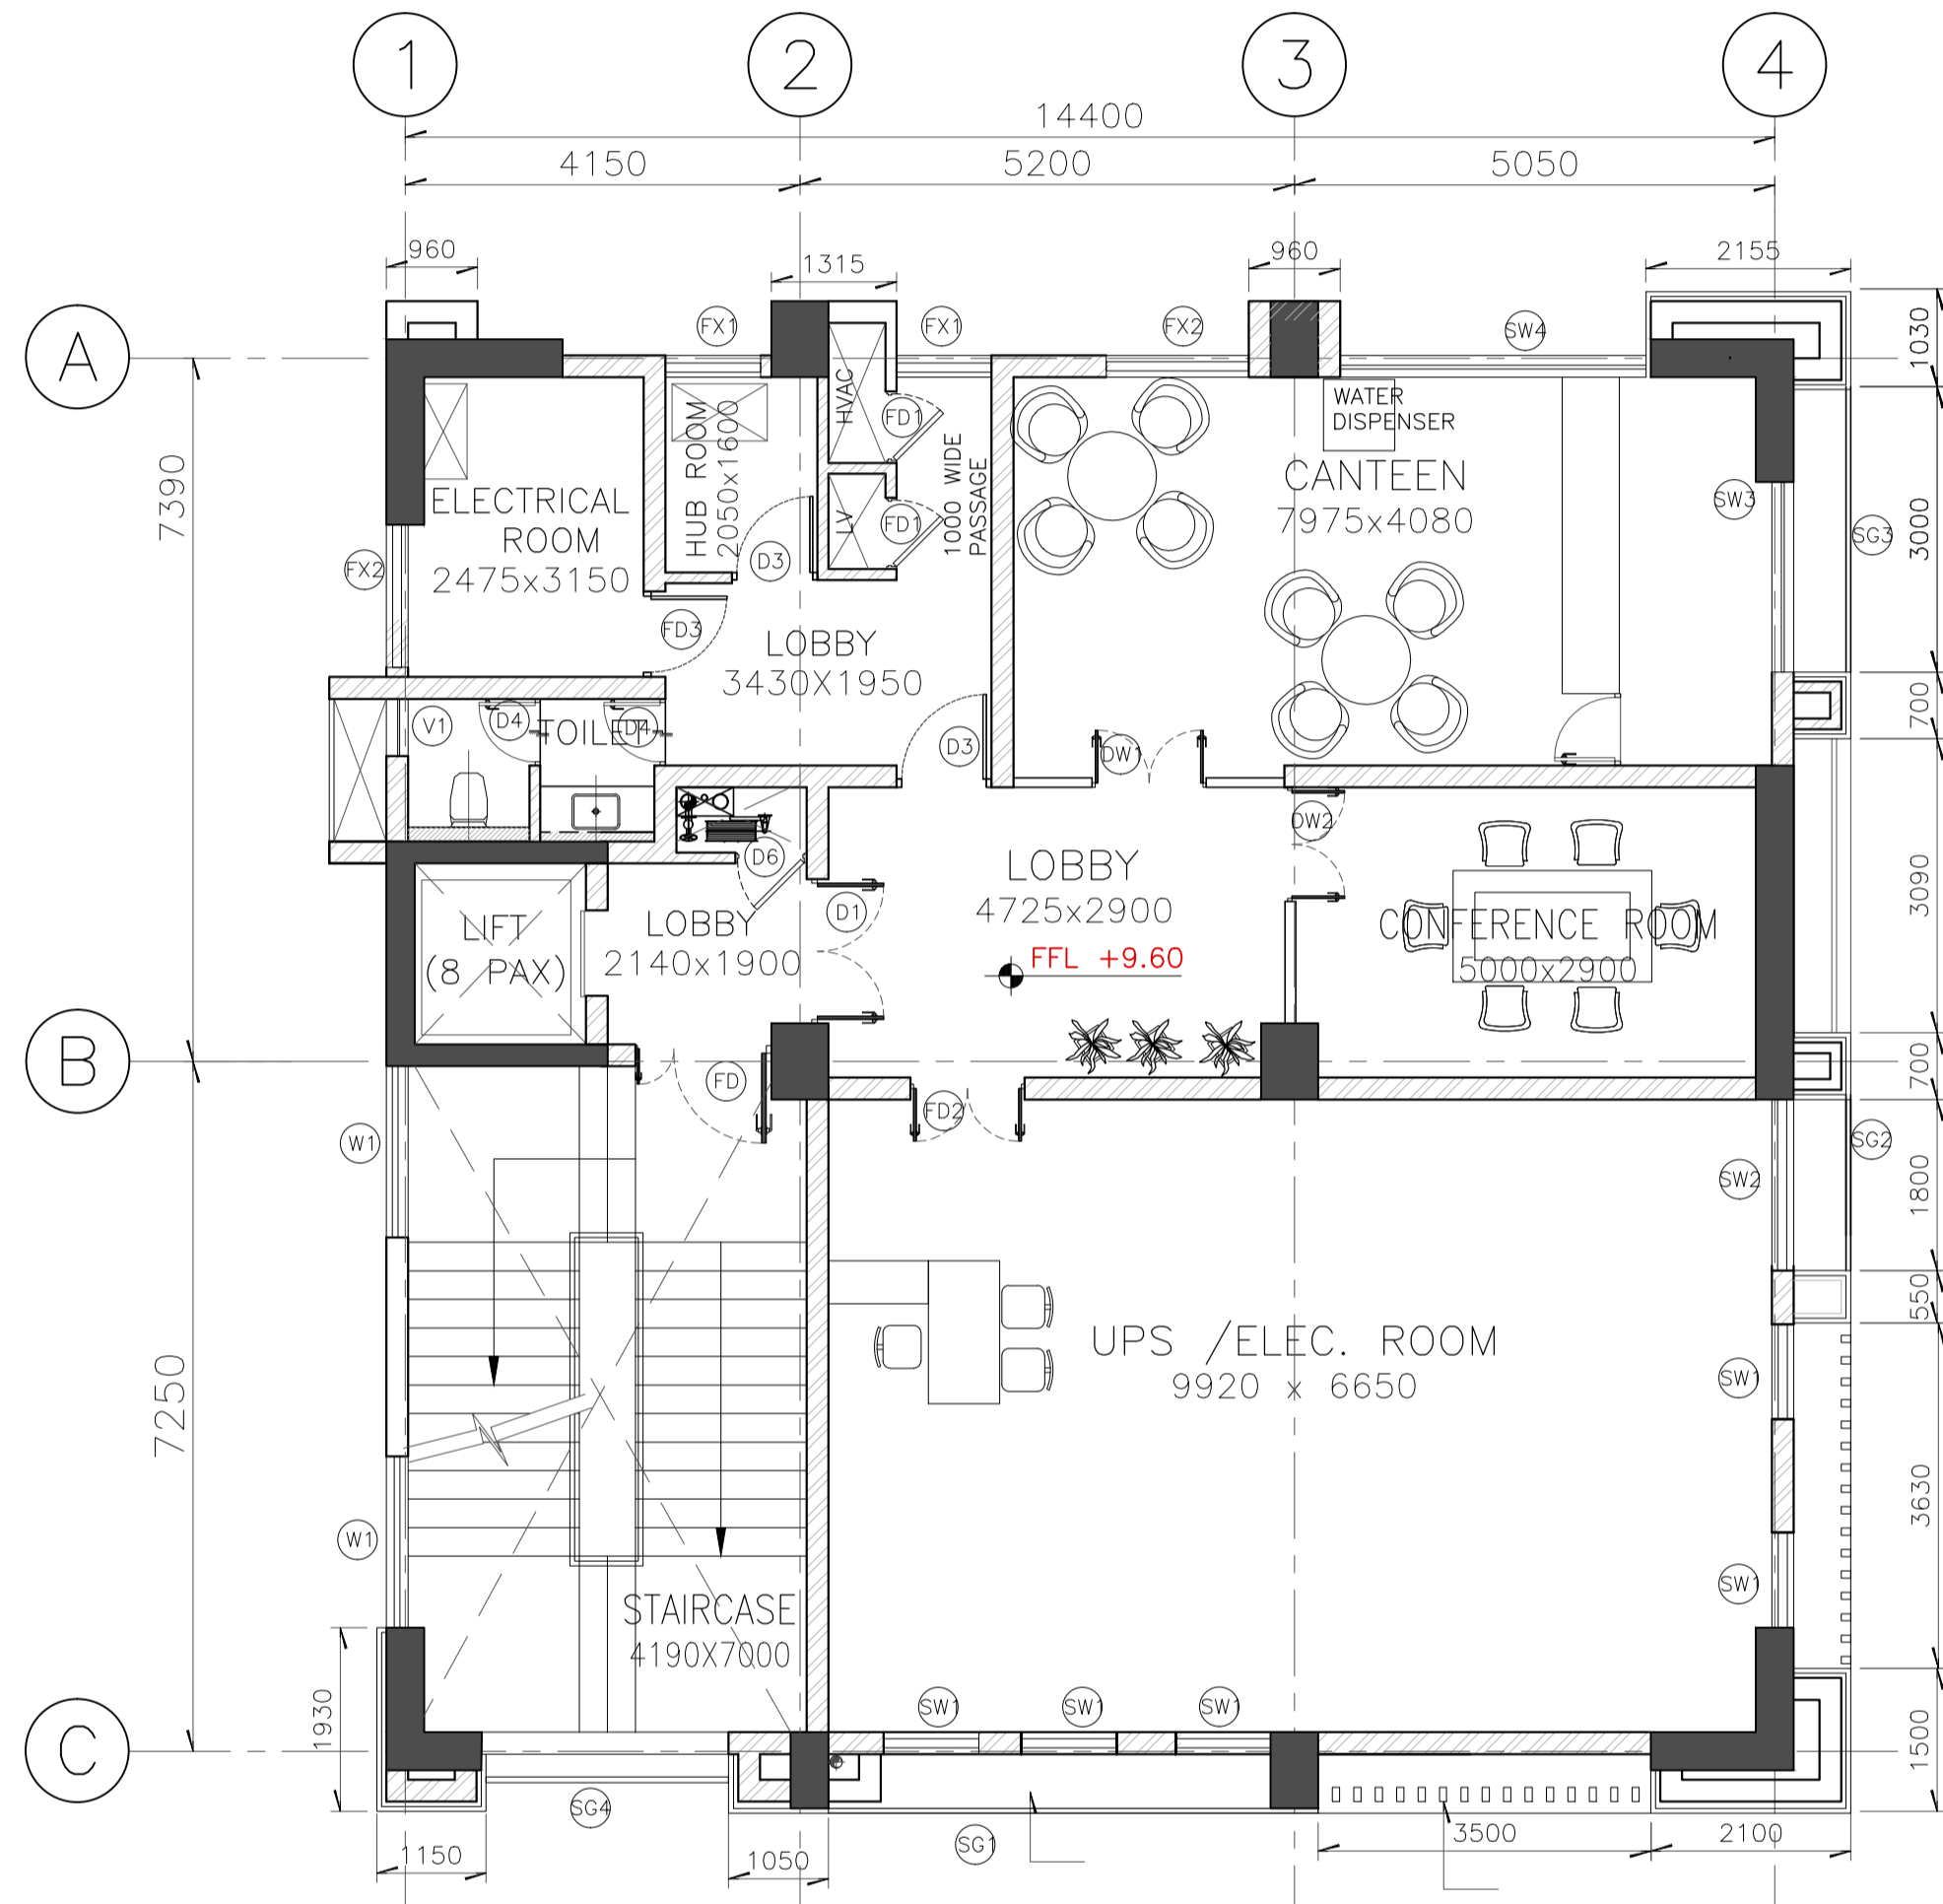 1
2
3
4
14400
4150
5200
5050
960
1315
960
2155
A
FX1
FX1
FX2
SW4
1030
HVAC
FD1
WATER
DISPENSER
HUB ROOM
2050x1600
1000 WIDE
PASSAGE
CANTEEN
7975x4080
SW3
7390
ELECTRICAL
ROOM
2475x3150
LV
FD1
SG3
3000
FX2
D3
FD3
LOBBY
3430X1950
V1
D4
TOILET
D4
D3
DW1
700
DW2
D6
LOBBY
4725x2900
D1
LIFT
(8 PAX)
LOBBY
2140x1900
CONFERENCE ROOM
5000x2900
3090
FFL +9.60
B
FD
FD2
700
W1
SG2
SW2
1800
550
UPS /ELEC. ROOM
9920 x 6650
SW1
7250
3630
W1
SW1
STAIRCASE
4190X7000
1930
SW1
SW1
SW1
C
1500
SG4
SG1
3500
2100
1150
1050